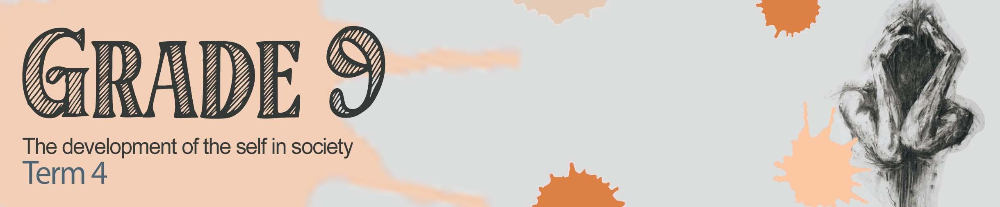 GRADE 9
The development of the self in society
Term 4